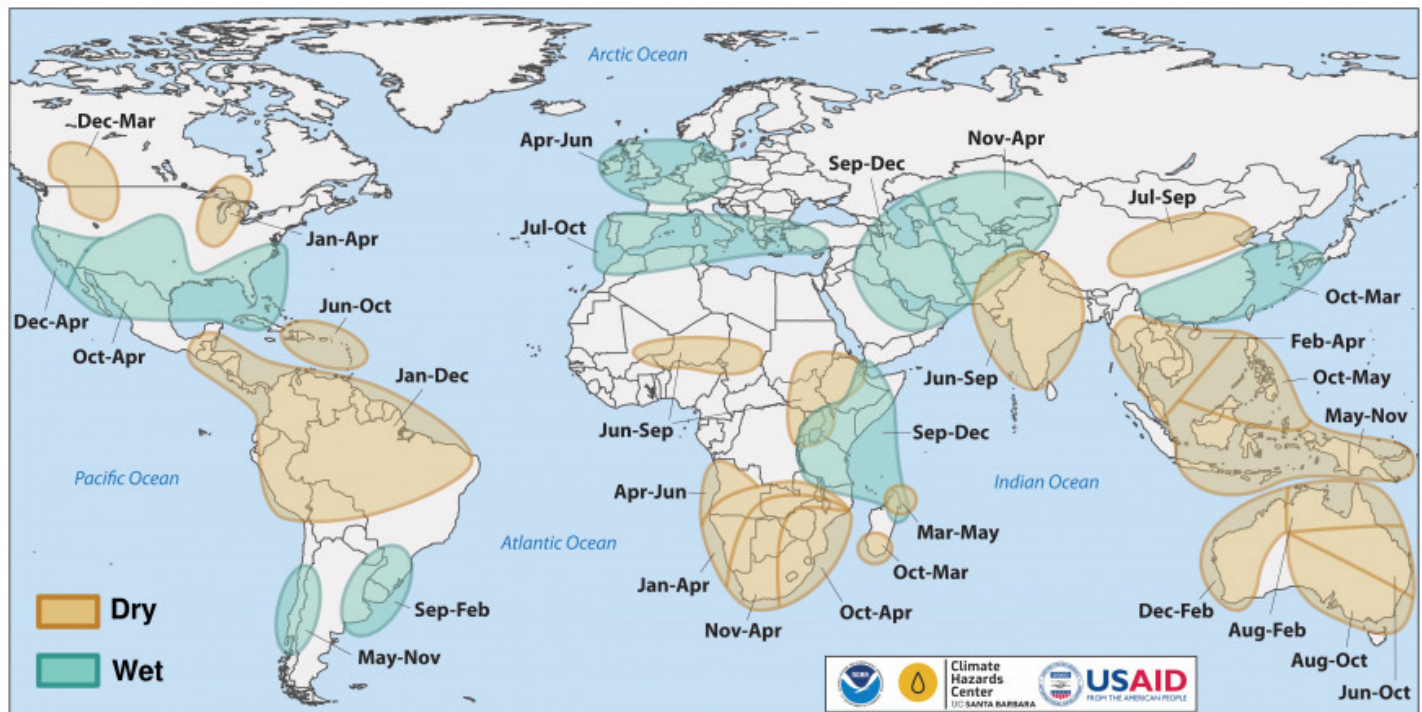 Arctic Ocean
Dec-Mar
Apr-Jun
Nov-Apr
Sep-Dec
Jul-Sep
Jan-Apr
Jul-Oct
Oct-Mar
Jun-Oct
Dec-Apr
Oct-Apr
Feb-Apr
Jan-Dec
Jun-Sep
Oct-May
May-Nov
Jun-Sep
Sep-Dec
Pacific Ocean
Indian Ocean
Apr-Jun
Mar-May
Atlantic Ocean
Oct-Mar
Jan-Apr
Dry
Sep-Feb
Oct-Apr
Dec-Feb
Nov-Apr
Aug-Feb
May-Nov
Wet
Aug-Oct
Jun-Oct
NOAA
Climate
Hazards
Center
UC SANTA BARBARA
USAID
FROM THE AMERICAN PEOPLE